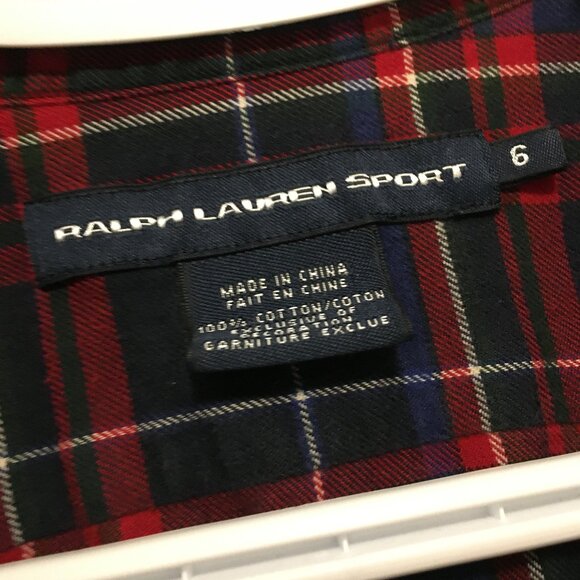 RALPH LAUREN SPORT
6
MADE IN CHINA
FAIT EN CHINE
100% COTTON/COTON
EXCLUSIVE OF
DECORATION
GARNITURE EXCLUE